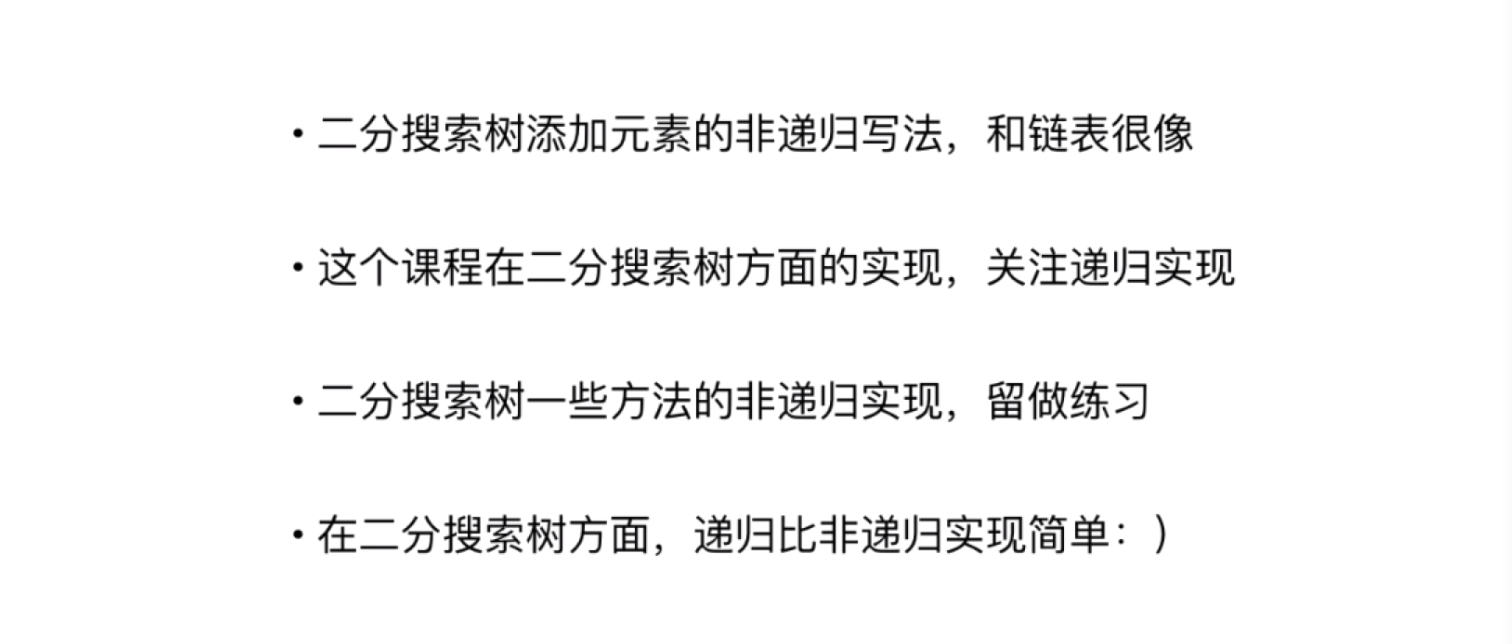 • 二分搜索树添加元素的非递归写法，和链表很像
• 这个课程在二分搜索树方面的实现，关注递归实现
• 二分搜索树一些方法的非递归实现，留做练习
• 在二分搜索树方面，递归比非递归实现简单：）